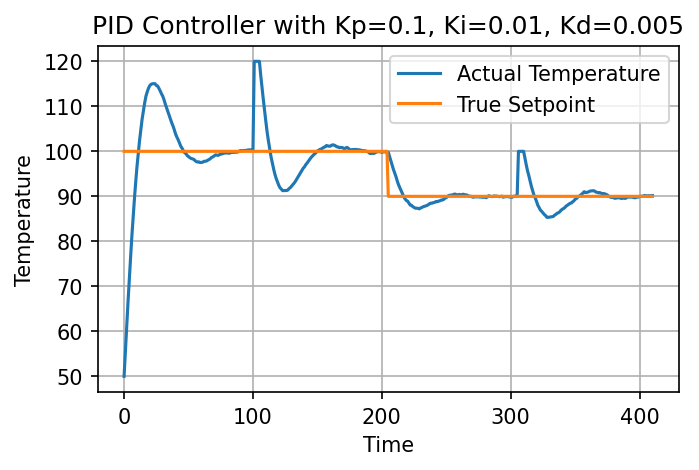 PID Controller with Kp=0.1, Ki=0.01, Kd=0.005
Actual Temperature
True Setpoint
Temperature
120
110
100
90
80
70
60
50
0 100 200 300 400
Time